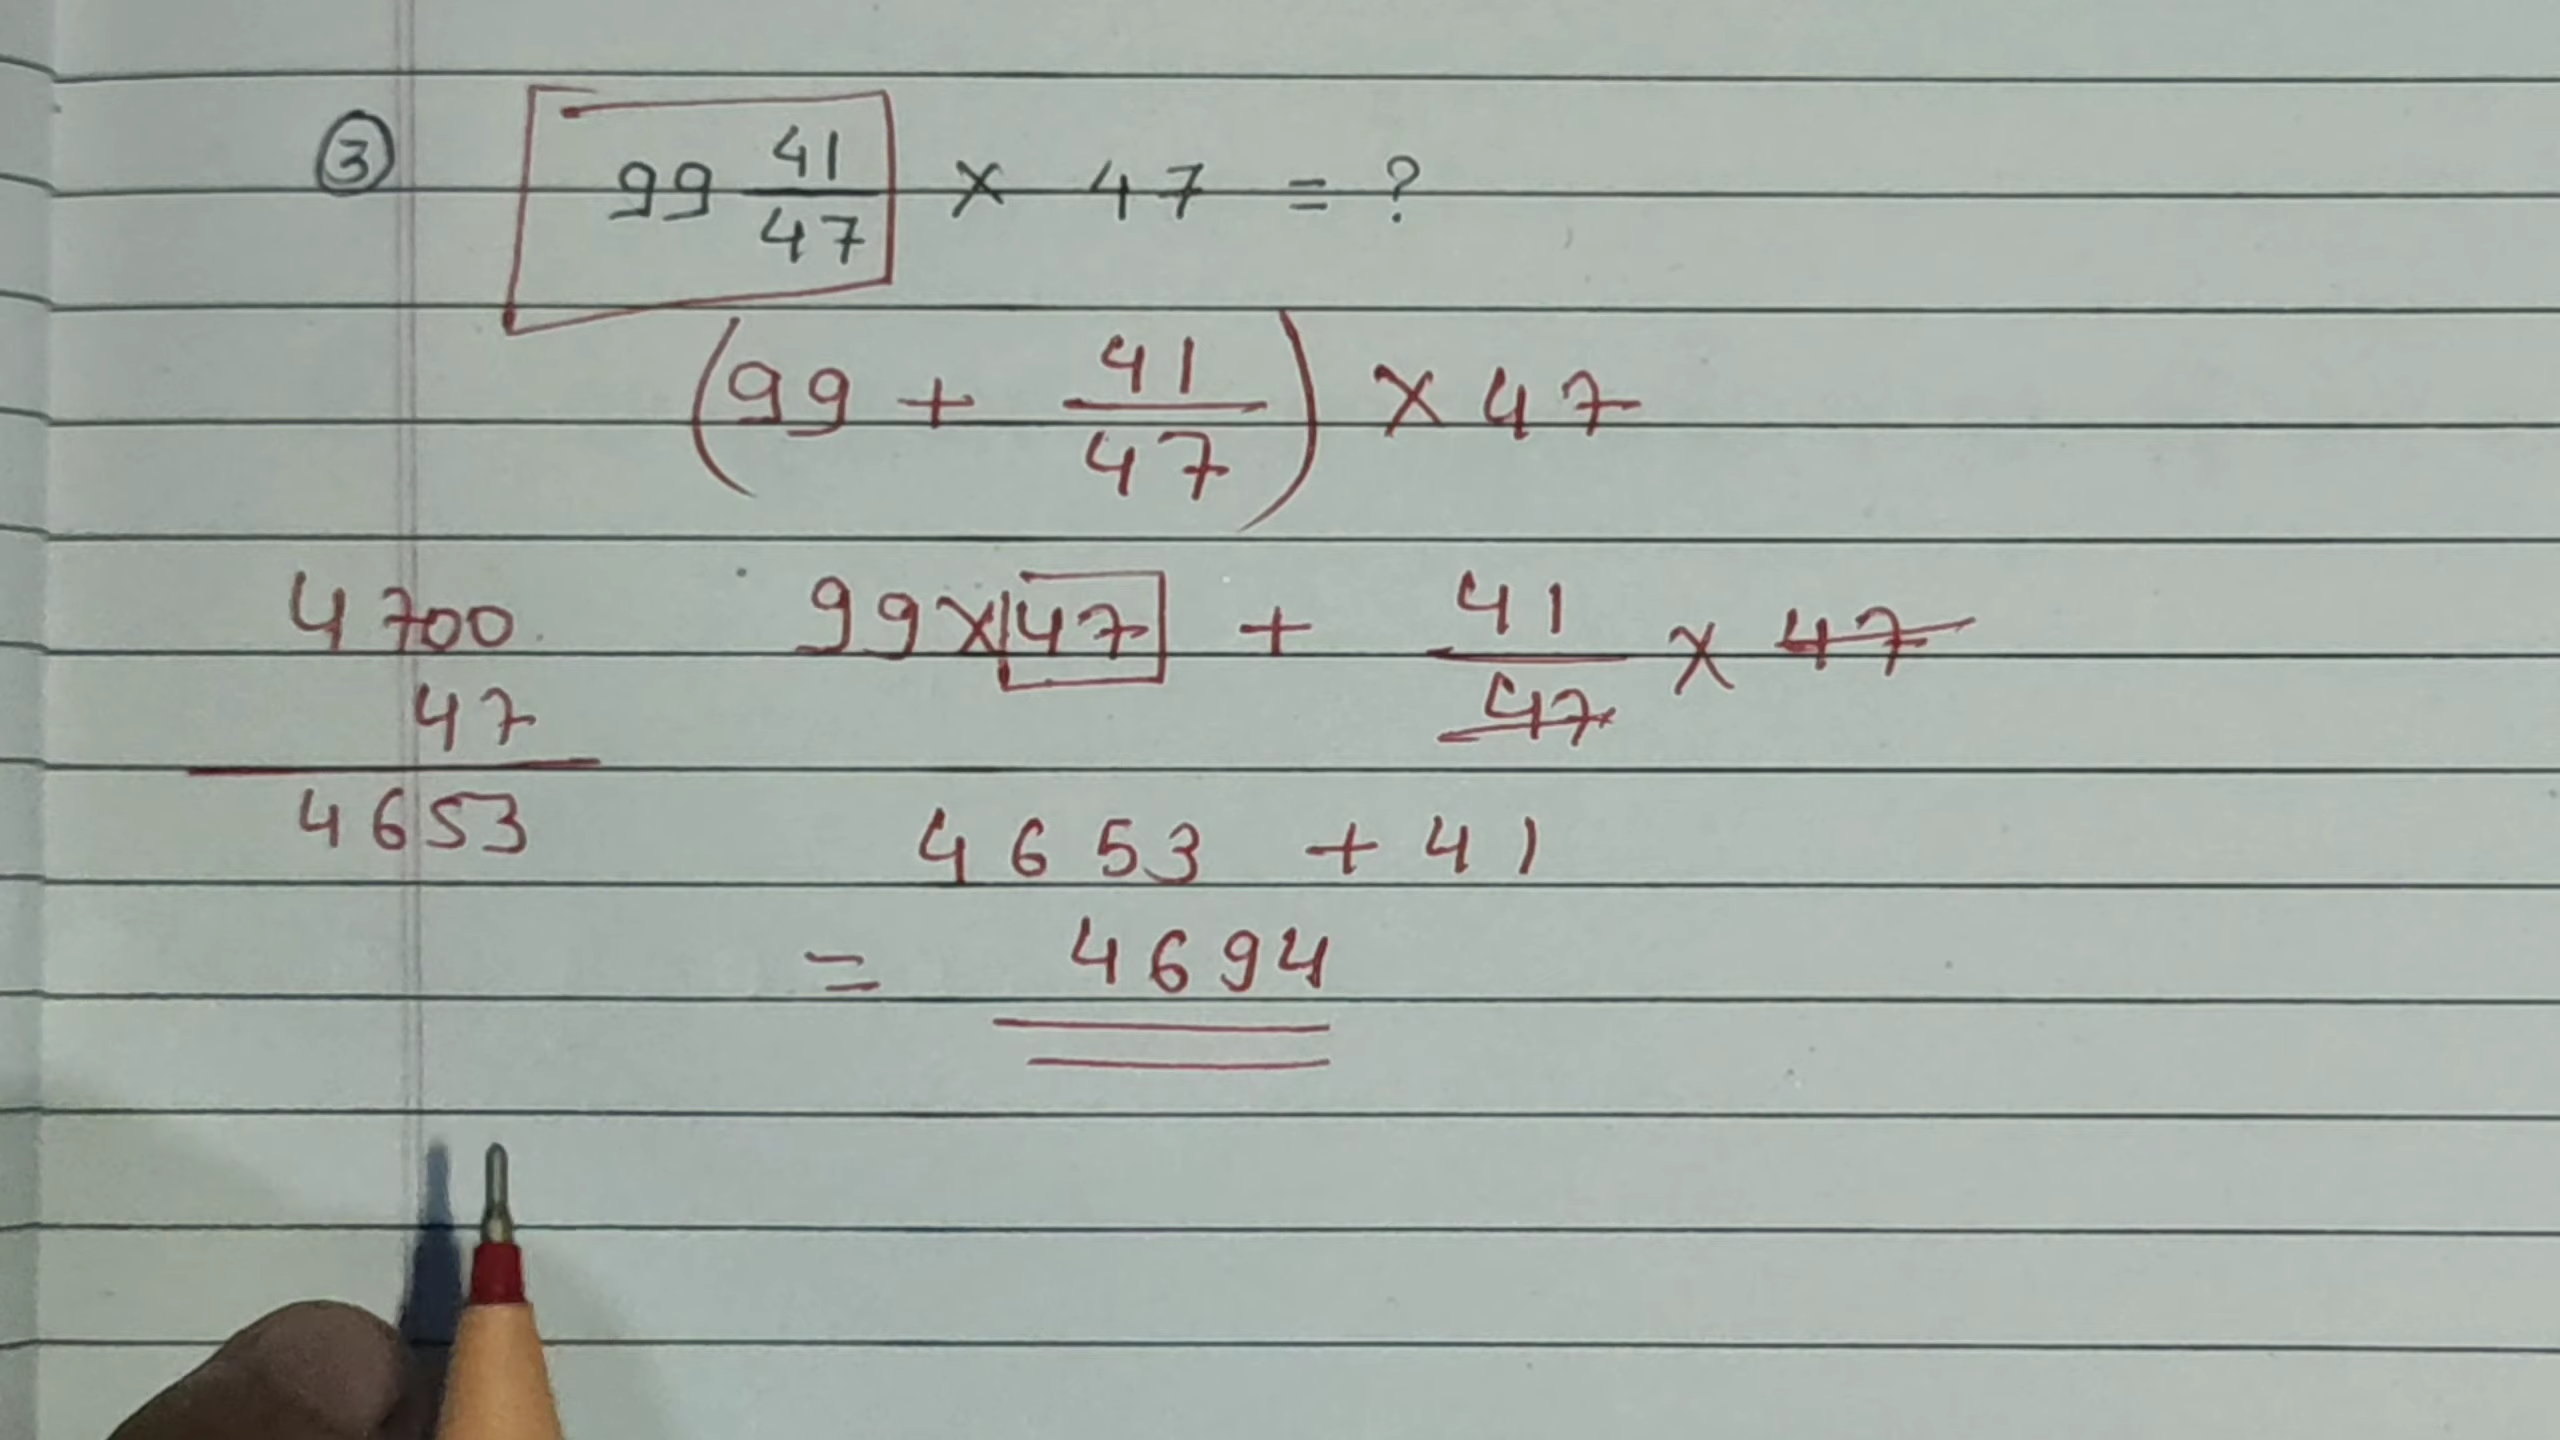 ③ 99 41/47 × 47 = ?
(99 + 41/47) × 47
99×47 + 41/47 × 47
4700
47
4653
4653 + 41
= 4694